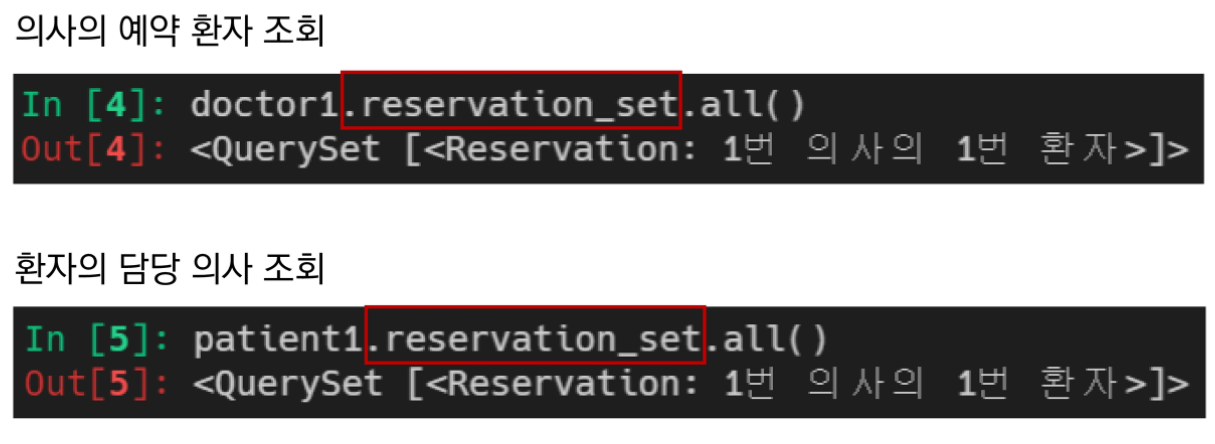 의사의 예약 환자 조회
In [4]: doctor1.reservation_set.all()
Out[4]: <QuerySet [<Reservation: 1번 의사의 1번 환자>]>
환자의 담당 의사 조회
In [5]: patient1.reservation_set.all()
Out[5]: <QuerySet [<Reservation: 1번 의사의 1번 환자>]>